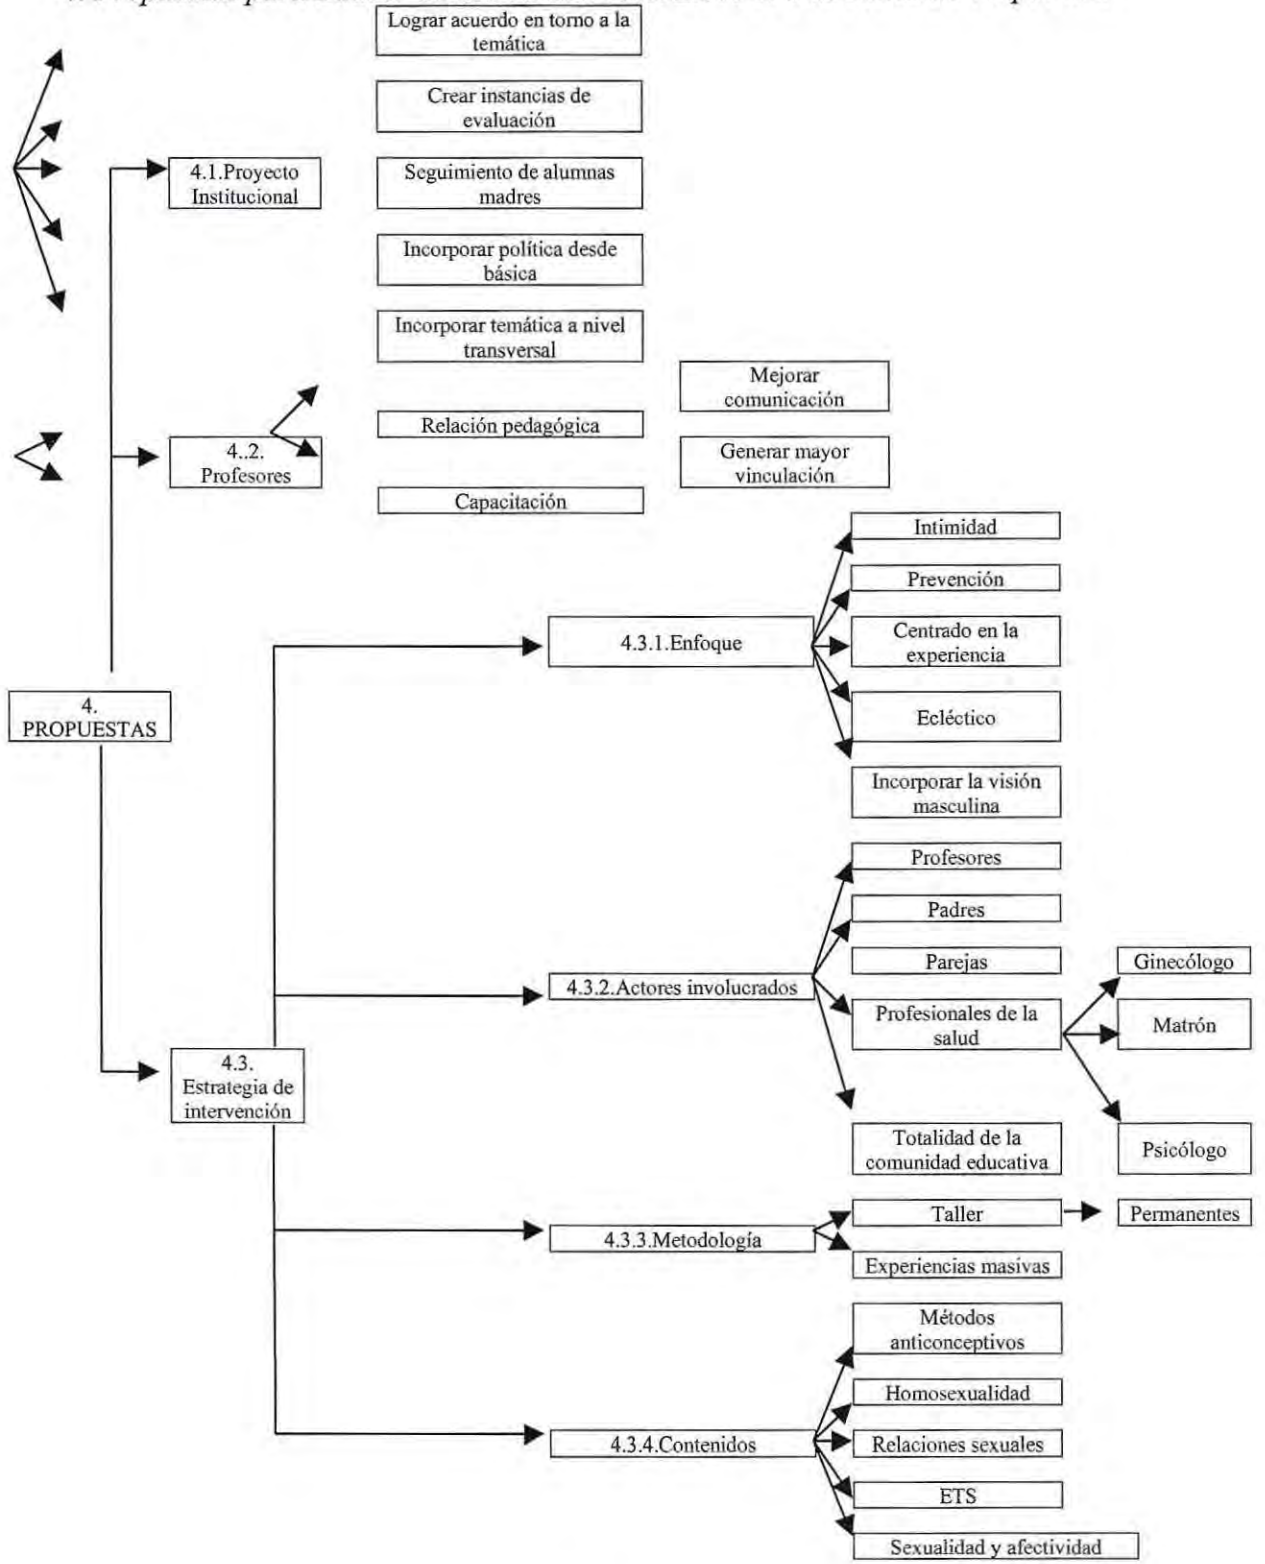 Lograr acuerdo en torno a la
temática
Crear instancias de
evaluación
4.1.Proyecto
Institucional
Seguimiento de alumnas
madres
Incorporar política desde
básica
Incorporar temática a nivel
transversal
Mejorar
comunicación
Relación pedagógica
4..2.
Profesores
Generar mayor
vinculación
Capacitación
Intimidad
Prevención
4.3.1.Enfoque
Centrado en la
experiencia
4.
PROPUESTAS
Ecléctico
Incorporar la visión
masculina
Profesores
Padres
Parejas
Ginecólogo
4.3.2.Actores involucrados
Profesionales de la
salud
Matrón
4.3.
Estrategia de
intervención
Totalidad de la
comunidad educativa
Psicólogo
Taller
Permanentes
4.3.3.Metodología
Experiencias masivas
Métodos
anticonceptivos
Homosexualidad
4.3.4.Contenidos
Relaciones sexuales
ETS
Sexualidad y afectividad